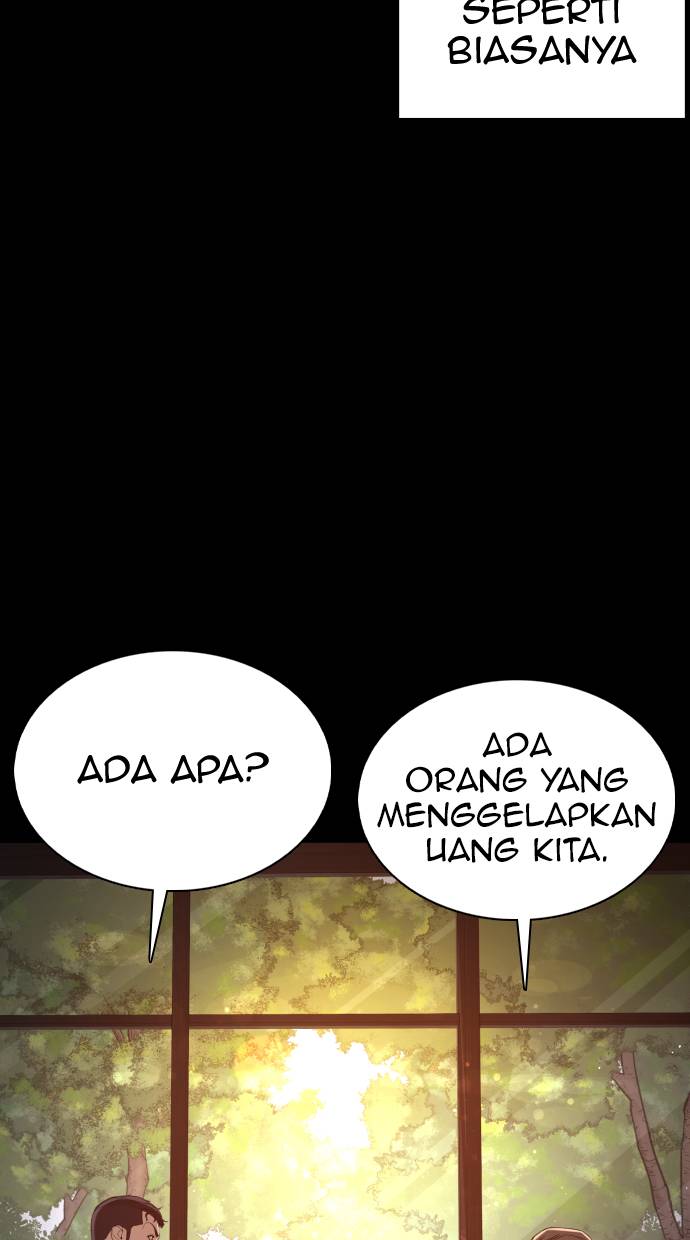 SEPERTI
BIASANYA
ADA APA?
ADA
ORANG YANG
MENGGELAPKAN
UANG KITA.